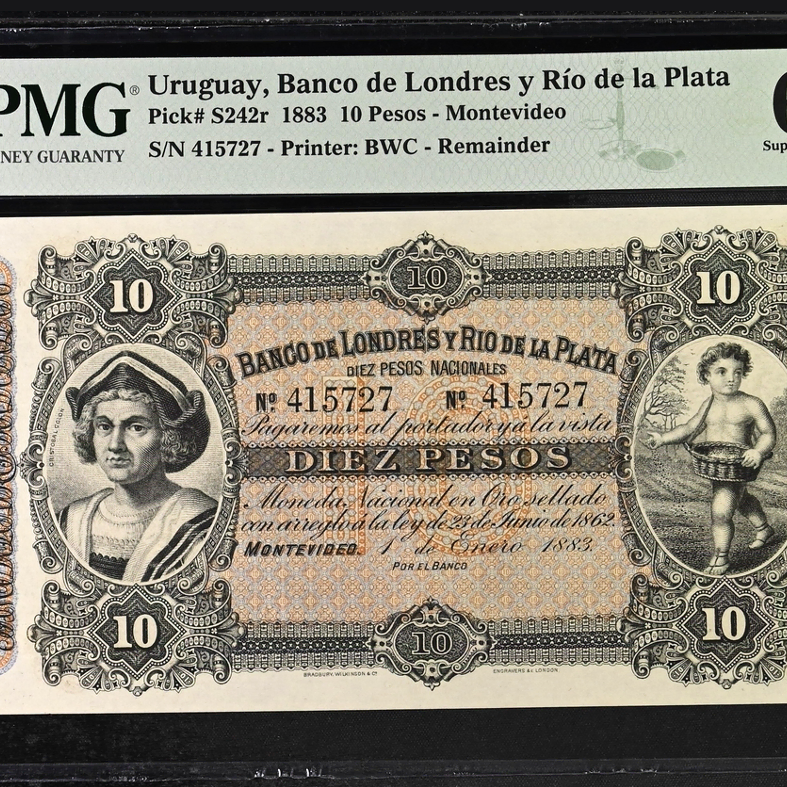 PMG®
NEY GUARANTY
Uruguay, Banco de Londres y Río de la Plata
Pick# S242r 1883 10 Pesos - Montevideo
S/N 415727 - Printer: BWC - Remainder
Sup
10
10
10
BANCO DE LONDRES Y RIO DE LA PLATA
DIEZ PESOS NACIONALES
Nº 415727 Nº 415727
Pagaremos al portador y á la vista
DIEZ PESOS
CRISTOBAL COLON
Moneda Nacional en Oro sellado
con arreglo á la ley de 23 de Junio de 1862.
MONTEVIDEO. 1 de Enero 1883.
POR EL BANCO
10
10
10
BRADBURY, WILKINSON & Cº
ENGRAVERS &c LONDON